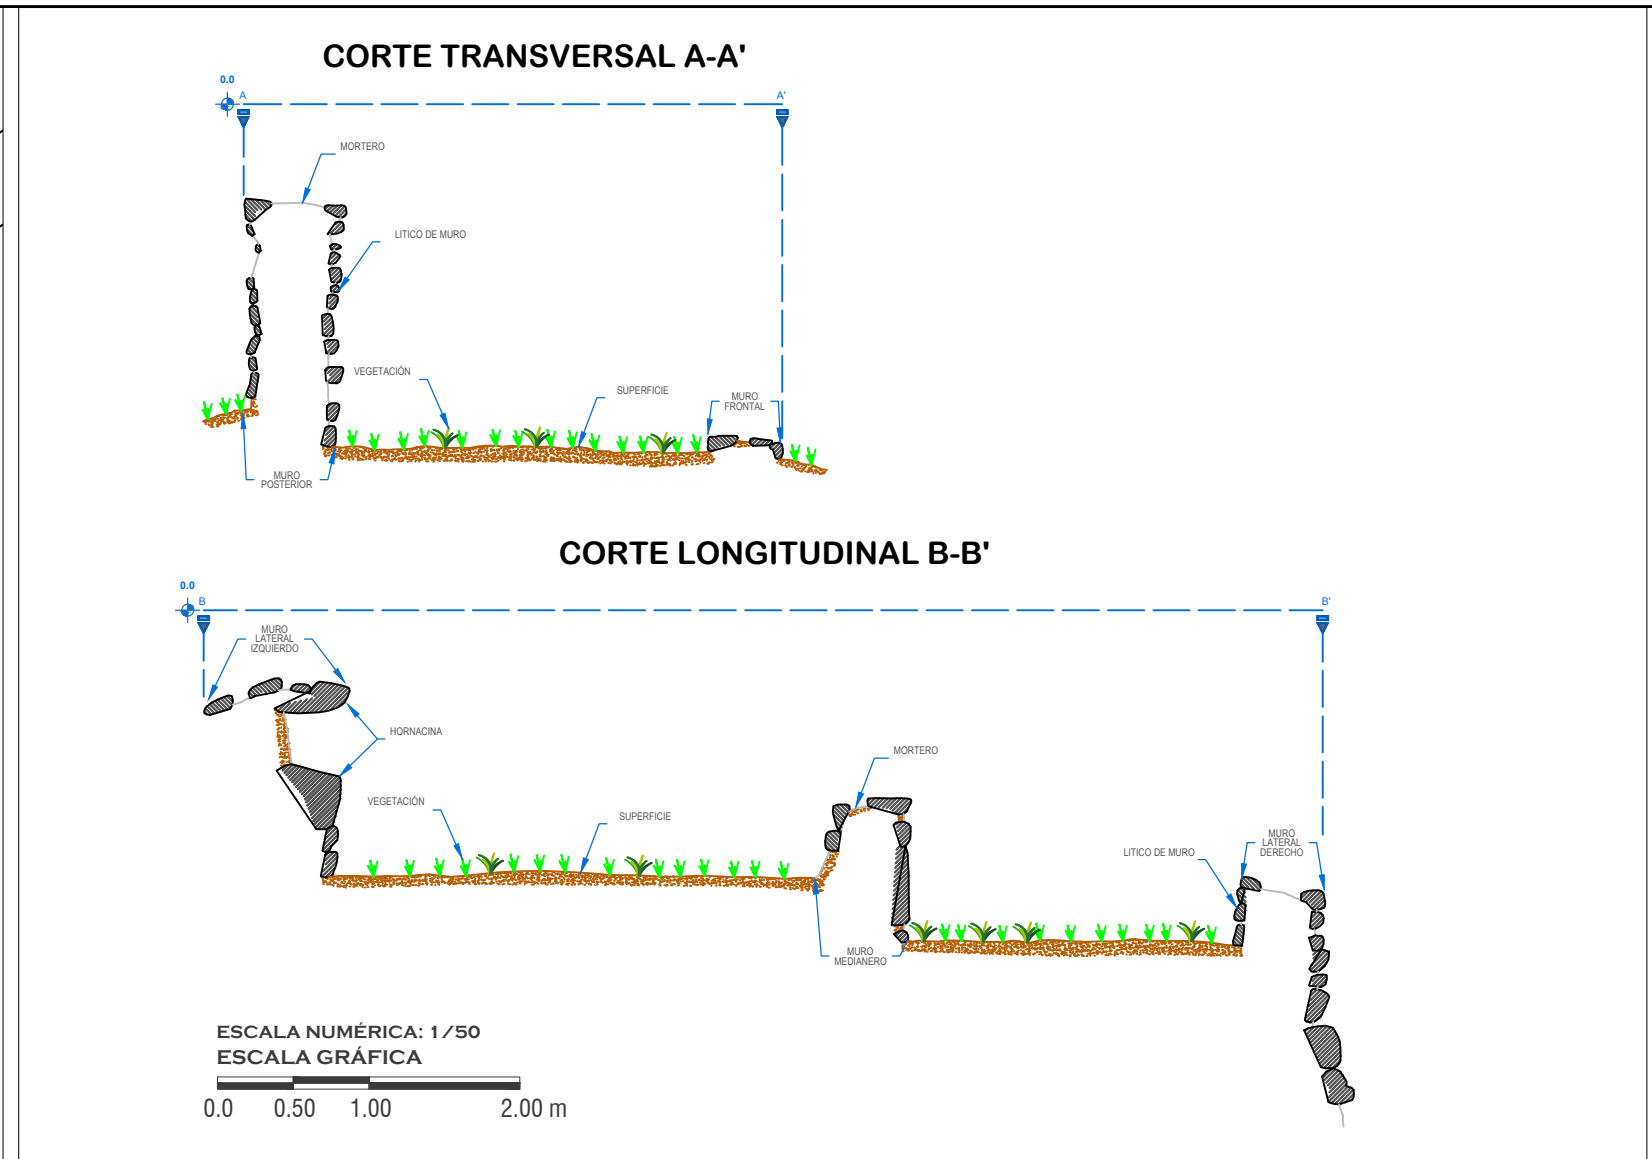 CORTE TRANSVERSAL A-A'
0.0
A
A'
MORTERO
LITICO DE MURO
VEGETACIÓN
SUPERFICIE
MURO
FRONTAL
MURO
POSTERIOR
CORTE LONGITUDINAL B-B'
0.0
B
B'
MURO
LATERAL
IZQUIERDO
HORNACINA
MORTERO
VEGETACIÓN
SUPERFICIE
MURO
LATERAL
DERECHO
LITICO DE MURO
MURO
MEDIANERO
ESCALA NUMÉRICA: 1/50
ESCALA GRÁFICA
0.0 0.50 1.00 2.00 m